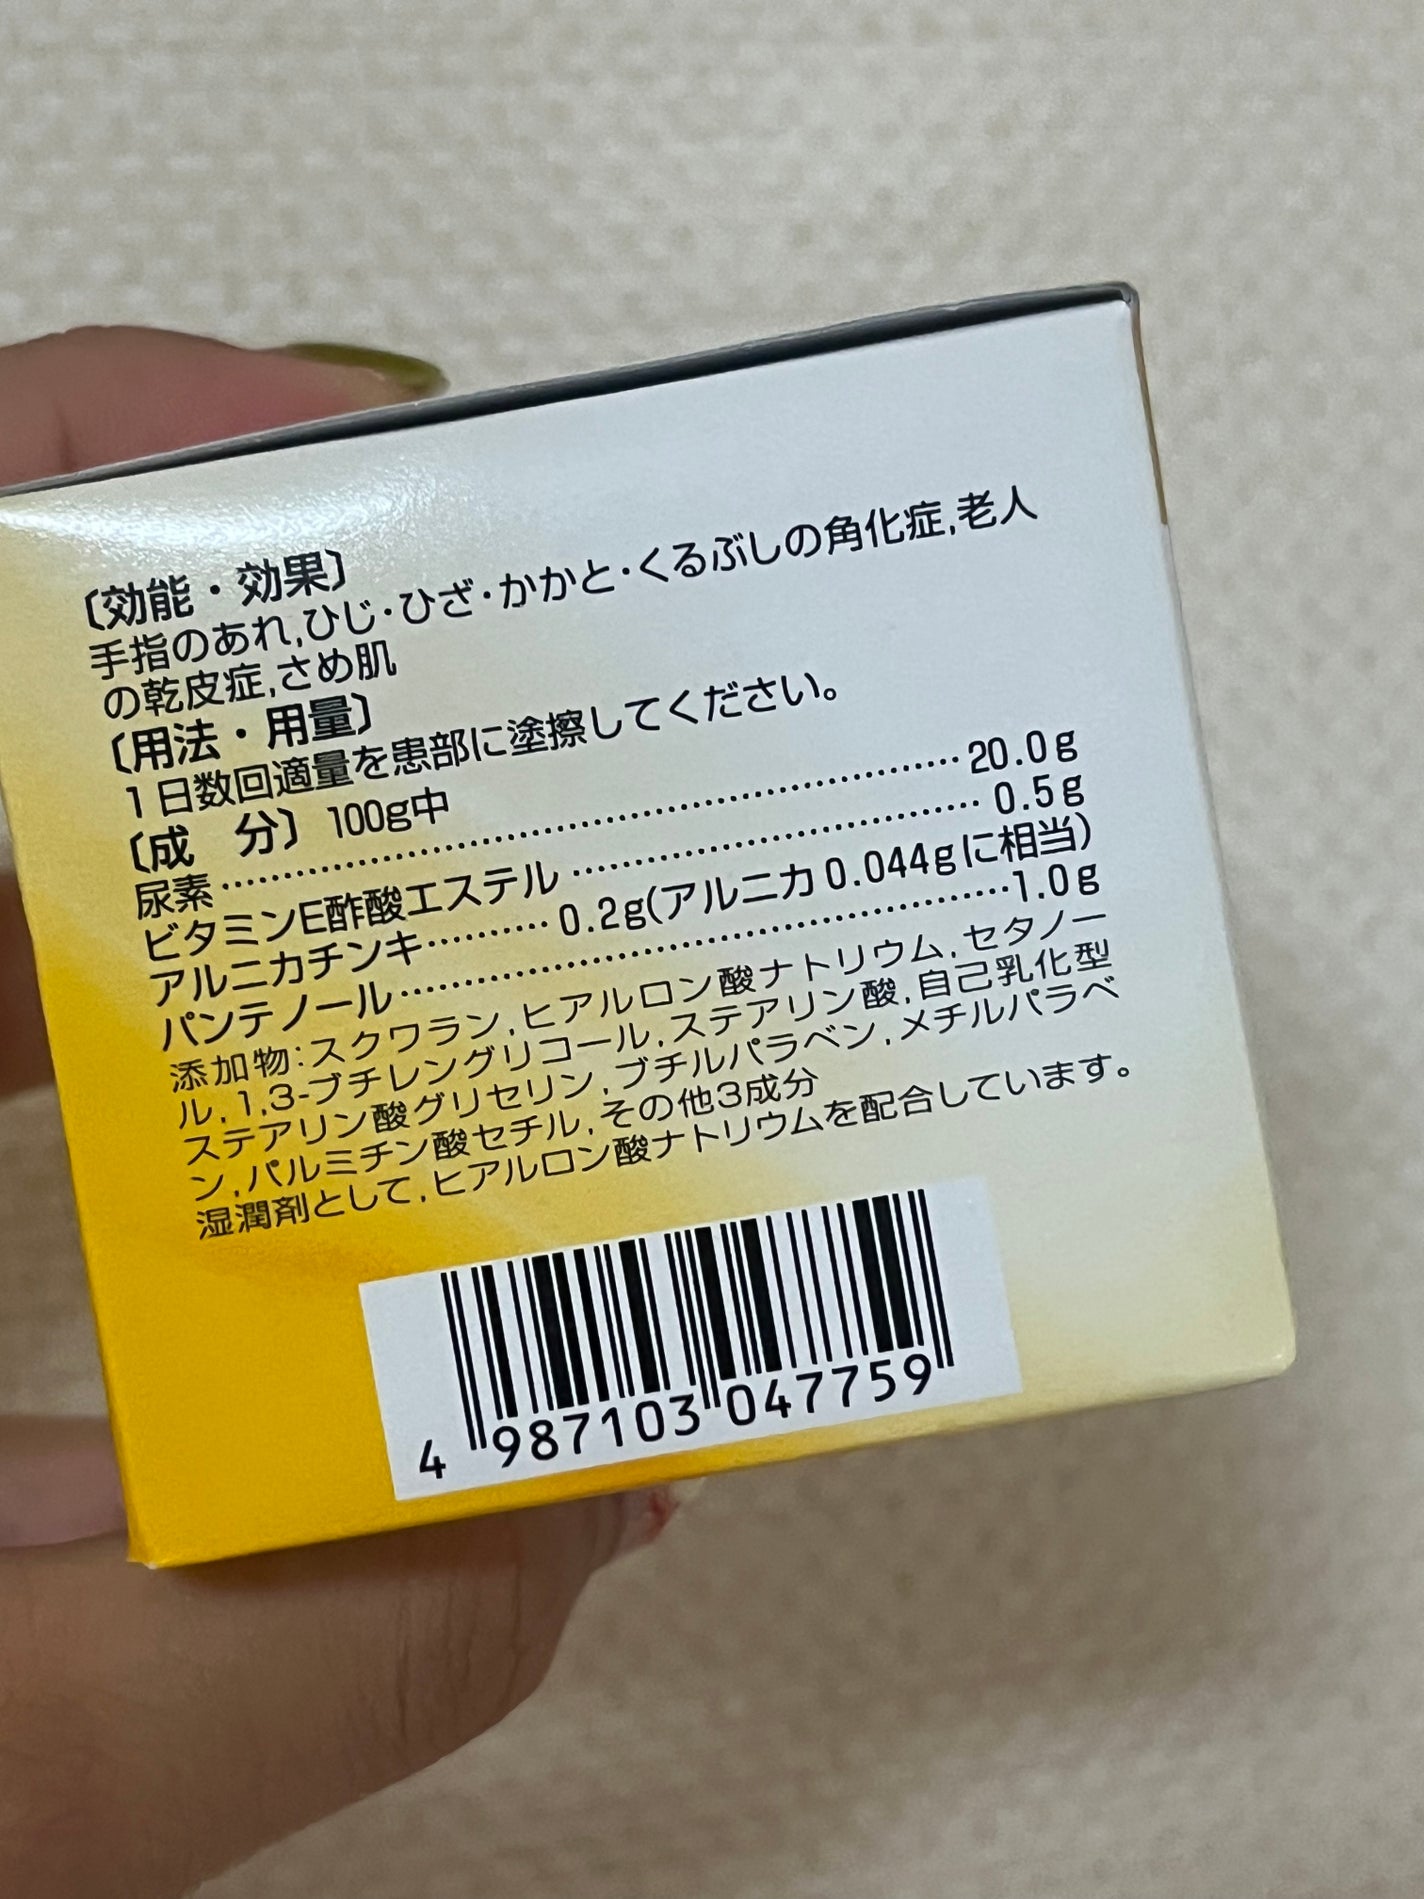 〔効能・効果〕
手指のあれ,ひじ・ひざ・かかと・くるぶしの角化症,老人
の乾皮症,さめ肌
〔用法・用量〕
1日数回適量を患部に塗擦してください。
〔成 分〕100g中
尿素……………………………………………20.0g
ビタミンE酢酸エステル………………………0.5g
アルニカチンキ………0.2g(アルニカ0.044gに相当)
パンテノール…………………………………1.0g
添加物:スクワラン,ヒアルロン酸ナトリウム,セタノー
ル,1,3-ブチレングリコール,ステアリン酸,自己乳化型
ステアリン酸グリセリン,ブチルパラベン,メチルパラベ
ン,パルミチン酸セチル,その他3成分
湿潤剤として,ヒアルロン酸ナトリウムを配合しています。
4 987103 047759